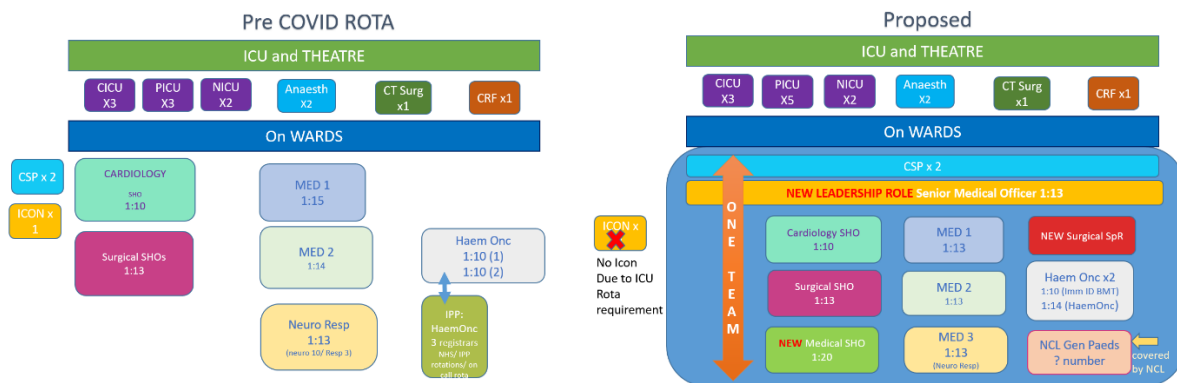 Pre COVID ROTA
ICU and THEATRE
CICU
X3
PICU
X3
NICU
X2
Anaesth
X2
CT Surg
x1
CRF x1
On WARDS
CSP x 2
ICON x
1
CARDIOLOGY
SHO
1:10
MED 1
1:15
Surgical SHOs
1:13
MED 2
1:14
Haem Onc
1:10 (1)
1:10 (2)
Neuro Resp
1:13
(neuro 10/ Resp 3)
IPP:
HaemOnc
3 registrars
NHS/ IPP
rotations/ on
call rota
Proposed
ICU and THEATRE
CICU
X3
PICU
X5
NICU
X2
Anaesth
X2
CT Surg
x1
CRF x1
On WARDS
CSP x 2
NEW LEADERSHIP ROLE Senior Medical Officer 1:13
ICON x
No Icon
Due to ICU
Rota
requirement
ONE TEAM
Cardiology SHO
1:10
MED 1
1:13
NEW Surgical SpR
Surgical SHO
1:13
MED 2
1:13
Haem Onc x2
1:10 (Imm ID BMT)
1:14 (HaemOnc)
NEW Medical SHO
1:20
MED 3
1:13
(Neuro Resp)
NCL Gen Paeds
? number
covered
by NCL